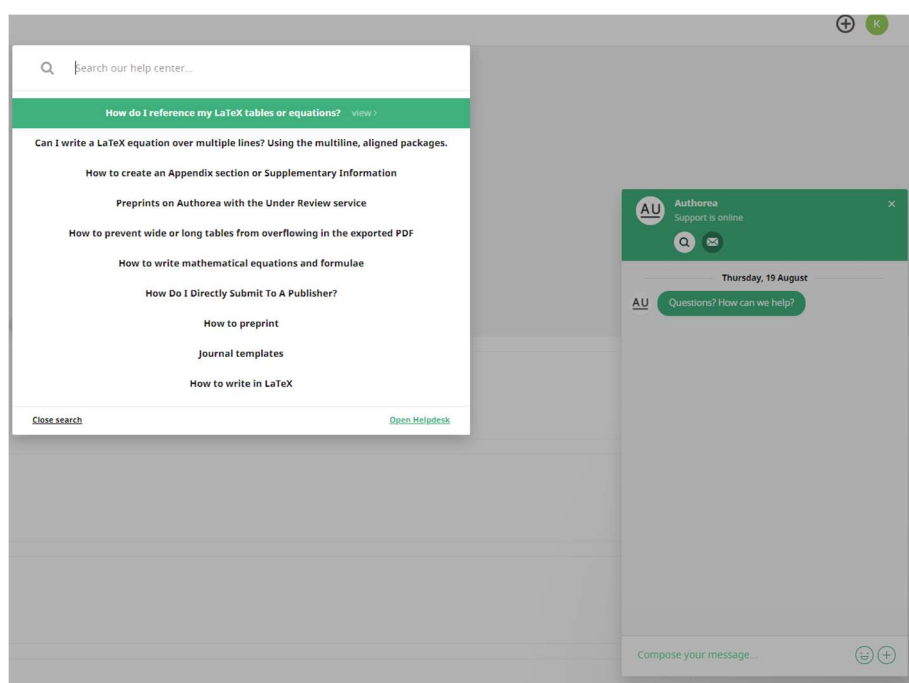 K
Search our help center...
How do I reference my LaTeX tables or equations? view ›
Can I write a LaTeX equation over multiple lines? Using the multiline, aligned packages.
How to create an Appendix section or Supplementary Information
Preprints on Authorea with the Under Review service
How to prevent wide or long tables from overflowing in the exported PDF
How to write mathematical equations and formulae
How Do I Directly Submit To A Publisher?
How to preprint
Journal templates
How to write in LaTeX
Close search
Open Helpdesk
AU
Authorea
Support is online
Thursday, 19 August
AU
Questions? How can we help?
Compose your message...